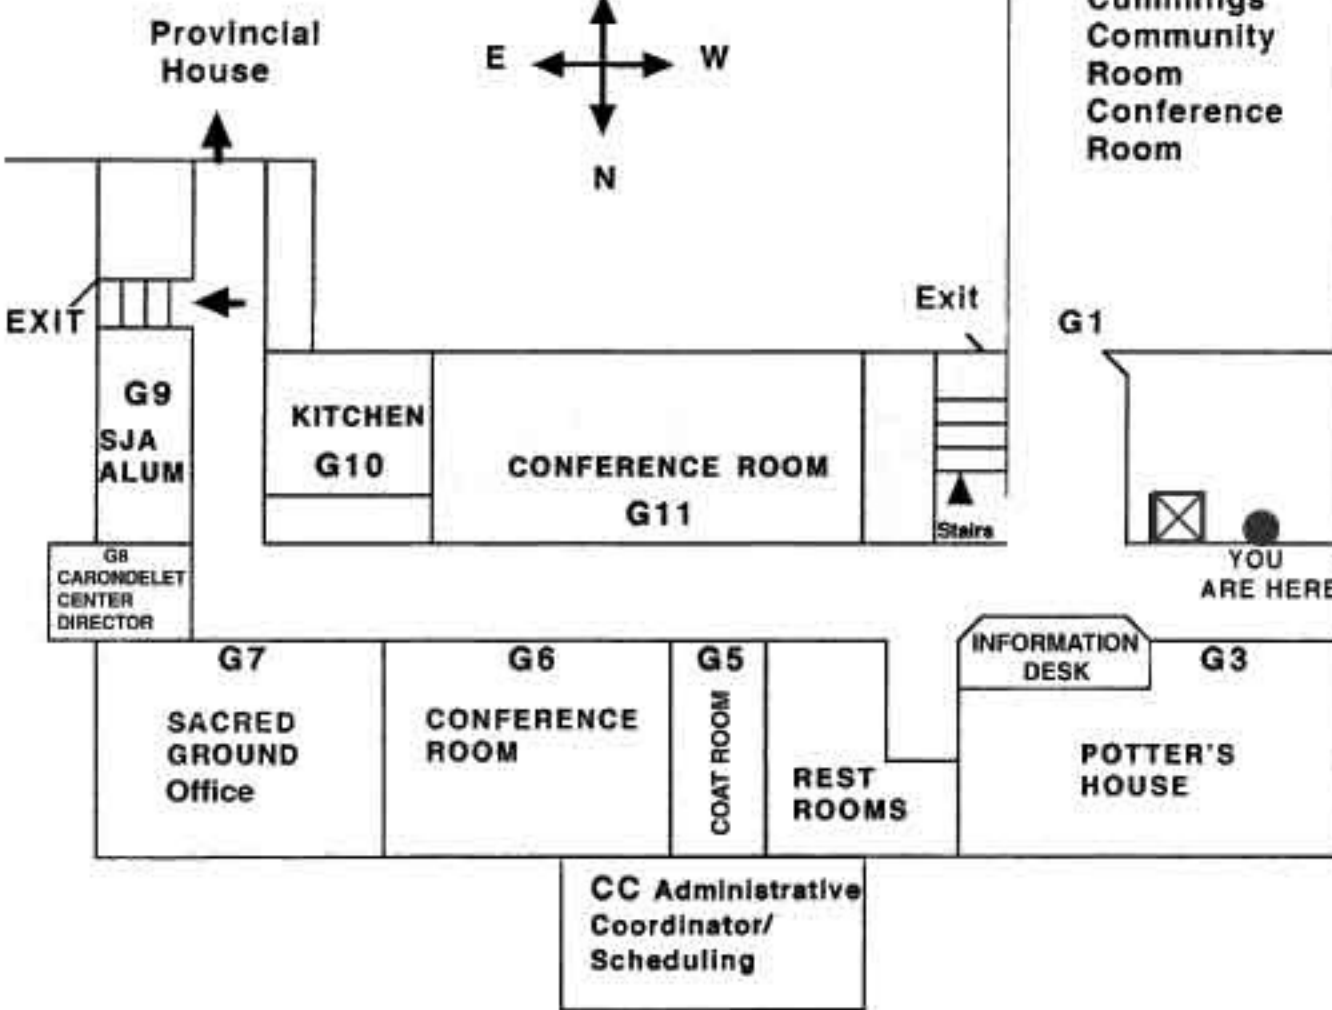 Provincial
House
E
W
N
Cummings
Community
Room
Conference
Room
EXIT
Exit
G1
G9
SJA
ALUM
KITCHEN
G10
CONFERENCE ROOM
G11
Stairs
G8
CARONDELET
CENTER
DIRECTOR
YOU
ARE HERE
INFORMATION
DESK
G7
SACRED
GROUND
Office
G6
CONFERENCE
ROOM
G5
COAT ROOM
REST
ROOMS
G3
POTTER'S
HOUSE
CC Administrative
Coordinator/
Scheduling